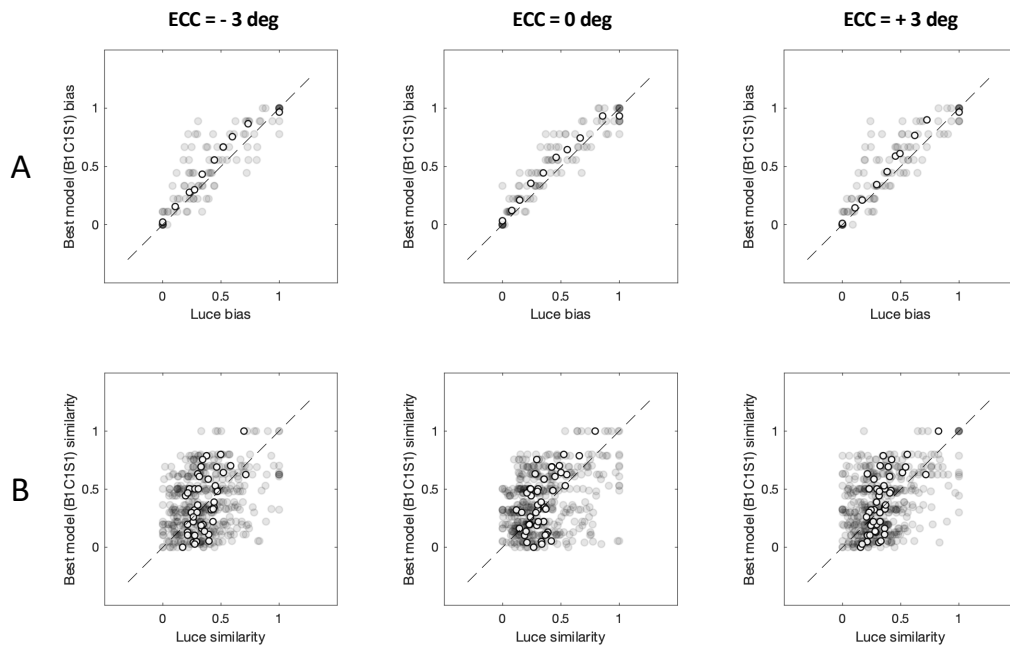 ECC = - 3 deg
ECC = 0 deg
ECC = + 3 deg
A
Best model (B1C1S1) bias
1
0.5
0
0
0.5
1
Luce bias
Best model (B1C1S1) bias
1
0.5
0
0
0.5
1
Luce bias
Best model (B1C1S1) bias
1
0.5
0
0
0.5
1
Luce bias
B
Best model (B1C1S1) similarity
1
0.5
0
0
0.5
1
Luce similarity
Best model (B1C1S1) similarity
1
0.5
0
0
0.5
1
Luce similarity
Best model (B1C1S1) similarity
1
0.5
0
0
0.5
1
Luce similarity